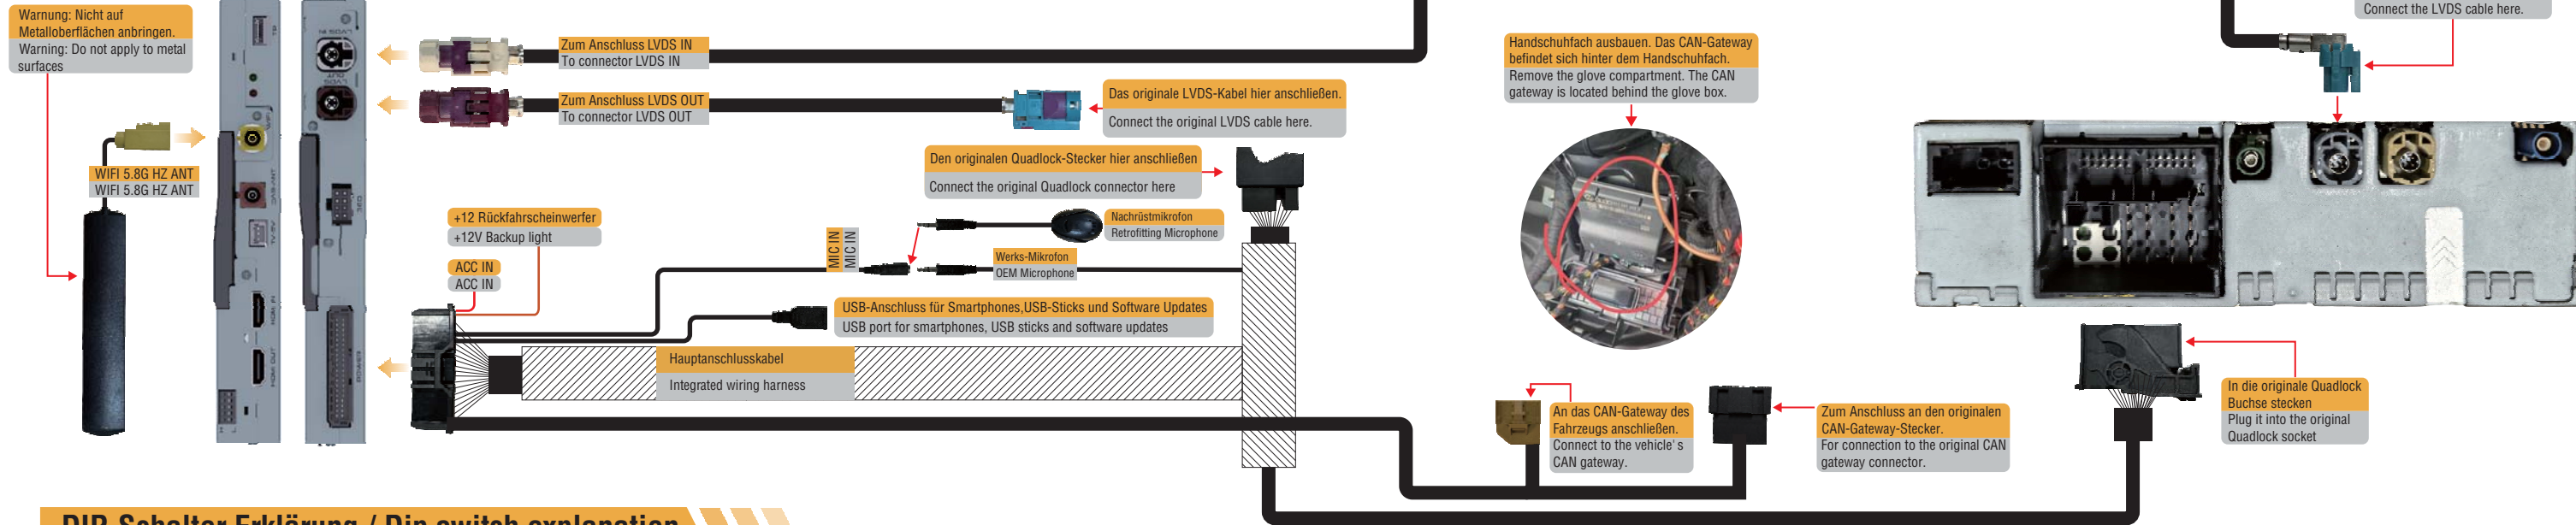 Warnung: Nicht auf
Metalloberflächen anbringen.
Warning: Do not apply to metal
surfaces
WIFI 5.8G HZ ANT
WIFI 5.8G HZ ANT
LVDS IN
LVDS OUT
HDMI IN
HDMI OUT
POWER
Zum Anschluss LVDS IN
To connector LVDS IN
Zum Anschluss LVDS OUT
To connector LVDS OUT
Das originale LVDS-Kabel hier anschließen.
Connect the original LVDS cable here.
Den originalen Quadlock-Stecker hier anschließen
Connect the original Quadlock connector here
+12 Rückfahrscheinwerfer
+12V Backup light
ACC IN
ACC IN
MIC IN
MIC IN
Nachrüstmikrofon
Retrofitting Microphone
Werks-Mikrofon
OEM Microphone
USB-Anschluss für Smartphones,USB-Sticks und Software Updates
USB port for smartphones, USB sticks and software updates
Hauptanschlusskabel
Integrated wiring harness
Handschuhfach ausbauen. Das CAN-Gateway
befindet sich hinter dem Handschuhfach.
Remove the glove compartment. The CAN
gateway is located behind the glove box.
An das CAN-Gateway des
Fahrzeugs anschließen.
Connect to the vehicle's
CAN gateway.
Zum Anschluss an den originalen
CAN-Gateway-Stecker.
For connection to the original CAN
gateway connector.
Connect the LVDS cable here.
In die originale Quadlock
Buchse stecken
Plug it into the original
Quadlock socket
DIP-Schalter Erklärung / Dip switch explanation